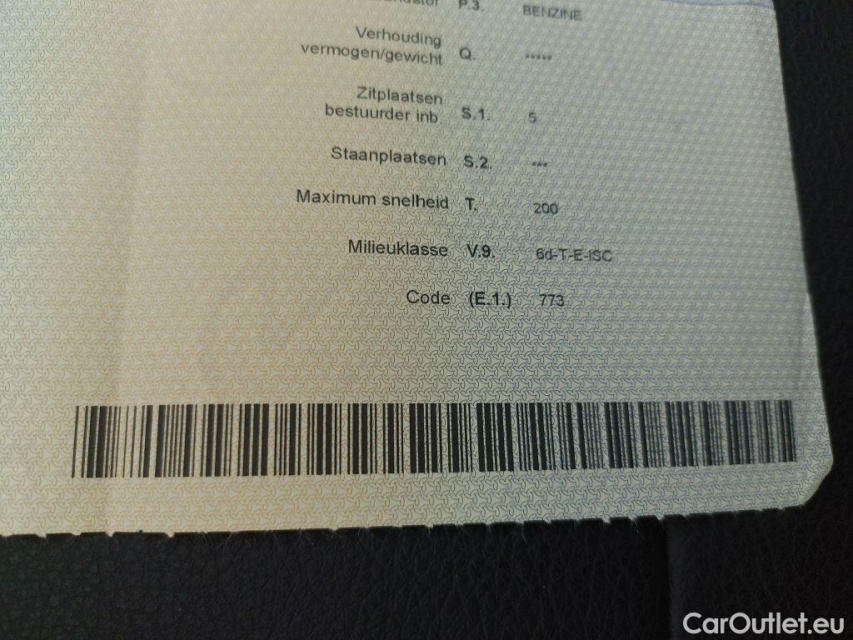 P.3. BENZINE
Verhouding
vermogen/gewicht Q. *****
Zitplaatsen
bestuurder inb. S.1. 5
Staanplaatsen S.2. ***
Maximum snelheid T. 200
Milieuklasse V.9. 6d-T-E-ISC
Code (E.1.) 773
CarOutlet.eu